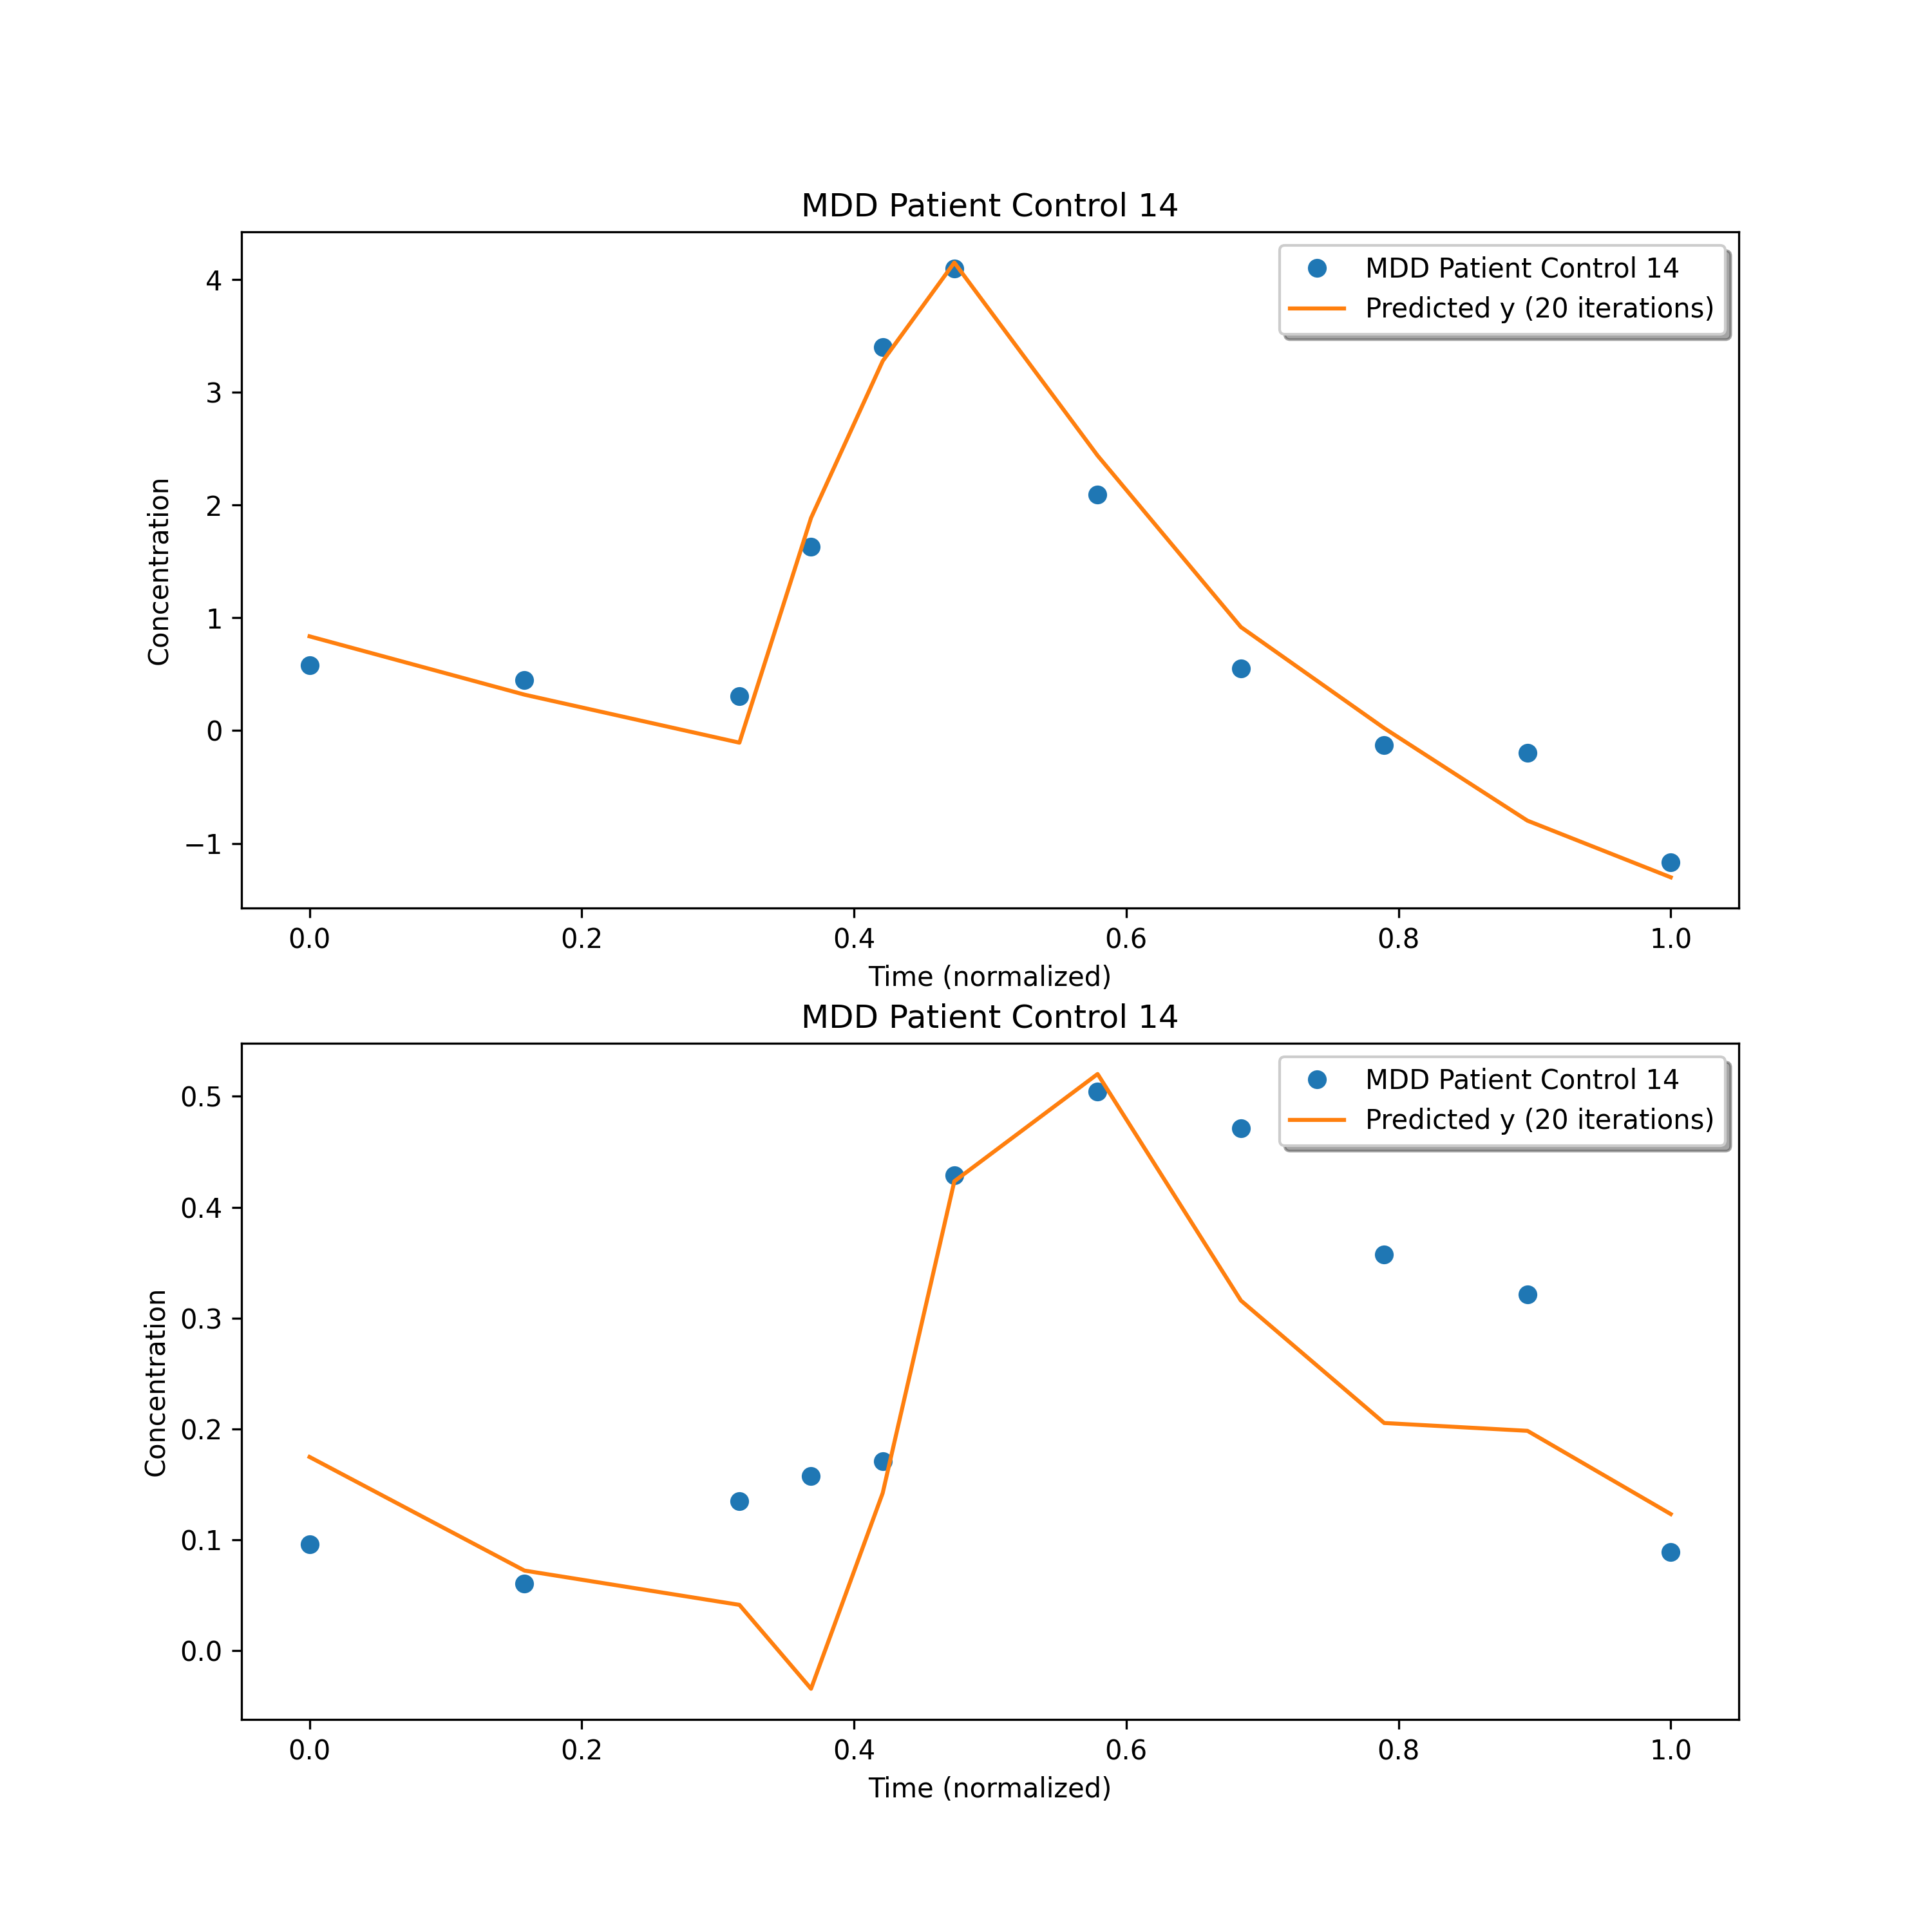 MDD Patient Control 14
MDD Patient Control 14
Predicted y (20 iterations)
4
3
2
1
0
−1
Concentration
0.0 0.2 0.4 0.6 0.8 1.0
Time (normalized)
MDD Patient Control 14
MDD Patient Control 14
Predicted y (20 iterations)
0.5
0.4
0.3
0.2
0.1
0.0
Concentration
0.0 0.2 0.4 0.6 0.8 1.0
Time (normalized)